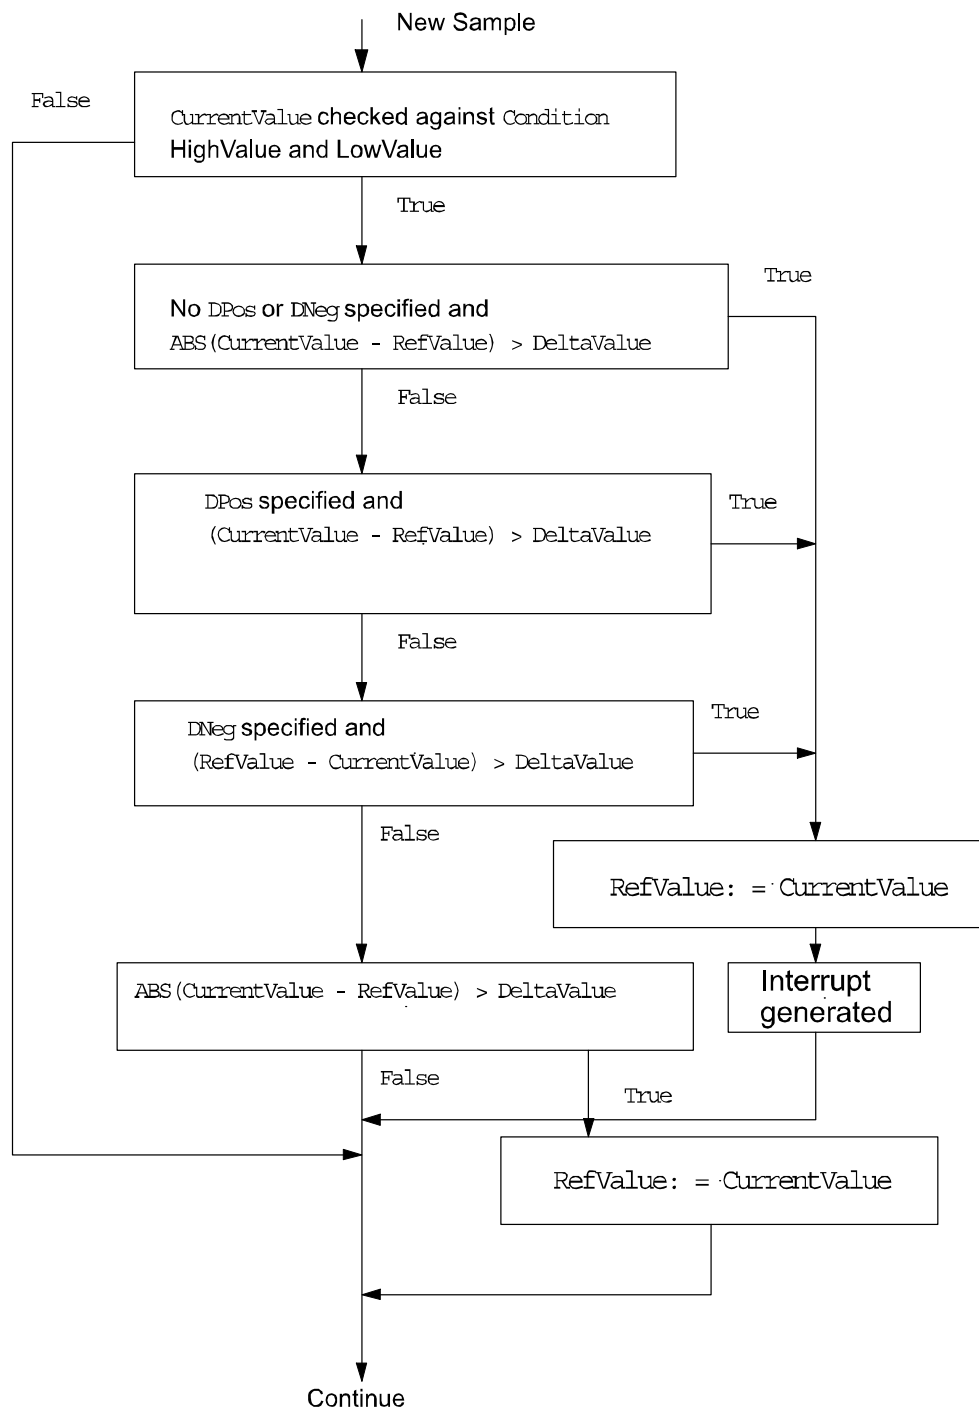 New Sample
False
CurrentValue checked against Condition
HighValue and LowValue
True
True
No DPos or DNeg specified and
ABS(CurrentValue - RefValue) > DeltaValue
False
DPos specified and
(CurrentValue - RefValue) > DeltaValue
True
False
DNeg specified and
(RefValue - CurrentValue) > DeltaValue
True
False
RefValue: = CurrentValue
ABS(CurrentValue - RefValue) > DeltaValue
Interrupt
generated
False
True
RefValue: = CurrentValue
Continue